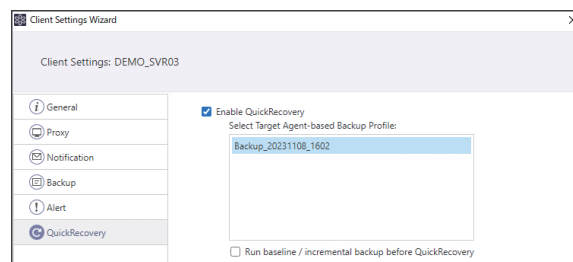 Client Settings Wizard
Client Settings: DEMO_SVR03
General
Proxy
Notification
Backup
Alert
QuickRecovery
Enable QuickRecovery
Select Target Agent-based Backup Profile:
Backup_20231108_1602
Run baseline / incremental backup before QuickRecovery